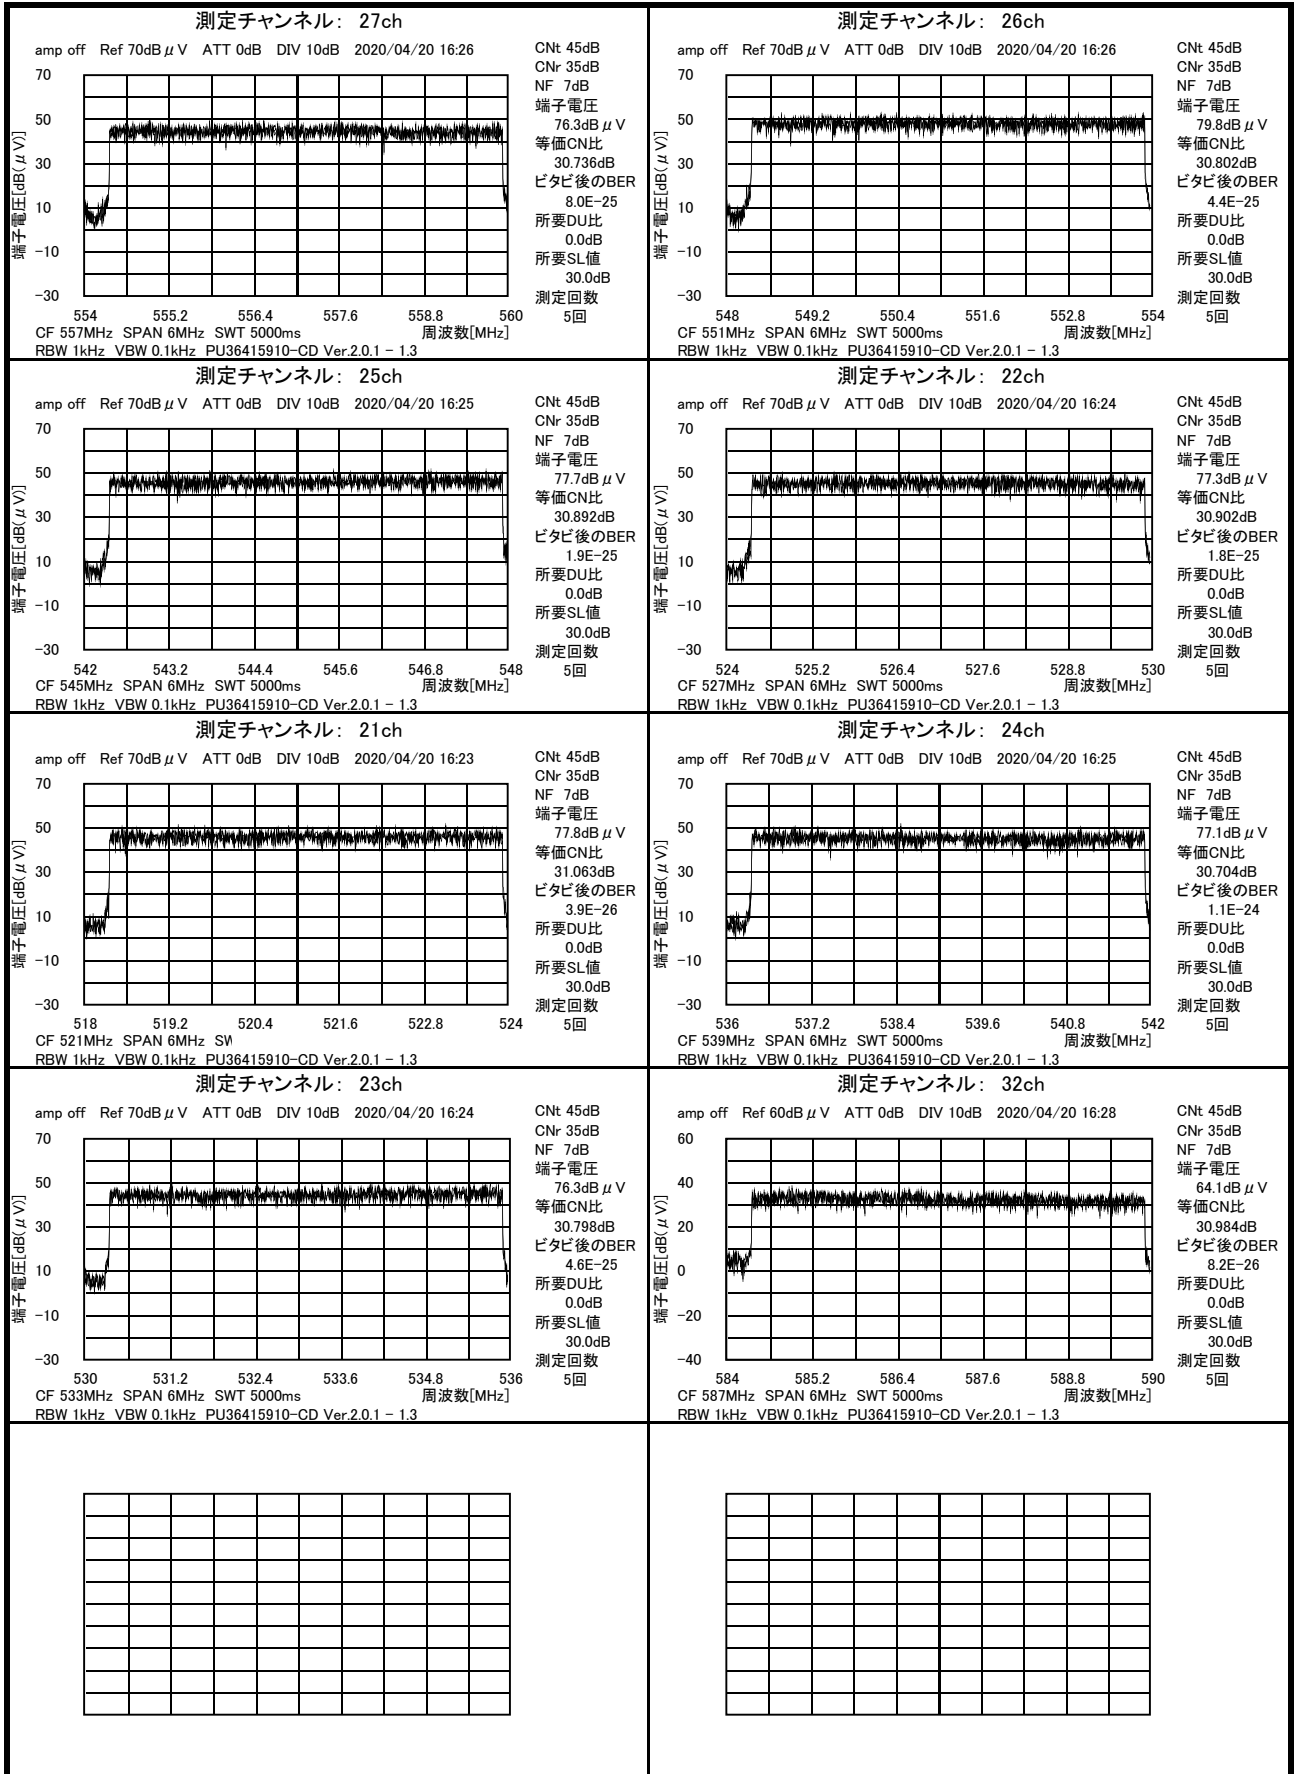 測定チャンネル: 27ch
amp off Ref 70dBμV ATT 0dB DIV 10dB 2020/04/20 16:26
CNt 45dB
CNr 35dB
NF 7dB
端子電圧
76.3dBμV
等価CN比
30.736dB
ビタビ後のBER
8.0E-25
所要DU比
0.0dB
所要SL値
30.0dB
測定回数
5回
端子電圧[dB(μV)]
70
50
30
10
-10
-30
554 555.2 556.4 557.6 558.8 560
CF 557MHz SPAN 6MHz SWT 5000ms 周波数[MHz]
RBW 1kHz VBW 0.1kHz PU36415910-CD Ver.2.0.1 - 1.3
測定チャンネル: 26ch
amp off Ref 70dBμV ATT 0dB DIV 10dB 2020/04/20 16:26
CNt 45dB
CNr 35dB
NF 7dB
端子電圧
79.8dBμV
等価CN比
30.802dB
ビタビ後のBER
4.4E-25
所要DU比
0.0dB
所要SL値
30.0dB
測定回数
5回
端子電圧[dB(μV)]
70
50
30
10
-10
-30
548 549.2 550.4 551.6 552.8 554
CF 551MHz SPAN 6MHz SWT 5000ms 周波数[MHz]
RBW 1kHz VBW 0.1kHz PU36415910-CD Ver.2.0.1 - 1.3
測定チャンネル: 25ch
amp off Ref 70dBμV ATT 0dB DIV 10dB 2020/04/20 16:25
CNt 45dB
CNr 35dB
NF 7dB
端子電圧
77.7dBμV
等価CN比
30.892dB
ビタビ後のBER
1.9E-25
所要DU比
0.0dB
所要SL値
30.0dB
測定回数
5回
端子電圧[dB(μV)]
70
50
30
10
-10
-30
542 543.2 544.4 545.6 546.8 548
CF 545MHz SPAN 6MHz SWT 5000ms 周波数[MHz]
RBW 1kHz VBW 0.1kHz PU36415910-CD Ver.2.0.1 - 1.3
測定チャンネル: 22ch
amp off Ref 70dBμV ATT 0dB DIV 10dB 2020/04/20 16:24
CNt 45dB
CNr 35dB
NF 7dB
端子電圧
77.3dBμV
等価CN比
30.902dB
ビタビ後のBER
1.8E-25
所要DU比
0.0dB
所要SL値
30.0dB
測定回数
5回
端子電圧[dB(μV)]
70
50
30
10
-10
-30
524 525.2 526.4 527.6 528.8 530
CF 527MHz SPAN 6MHz SWT 5000ms 周波数[MHz]
RBW 1kHz VBW 0.1kHz PU36415910-CD Ver.2.0.1 - 1.3
測定チャンネル: 21ch
amp off Ref 70dBμV ATT 0dB DIV 10dB 2020/04/20 16:23
CNt 45dB
CNr 35dB
NF 7dB
端子電圧
77.8dBμV
等価CN比
31.063dB
ビタビ後のBER
3.9E-26
所要DU比
0.0dB
所要SL値
30.0dB
測定回数
5回
端子電圧[dB(μV)]
70
50
30
10
-10
-30
518 519.2 520.4 521.6 522.8 524
CF 521MHz SPAN 6MHz SW
RBW 1kHz VBW 0.1kHz PU36415910-CD Ver.2.0.1 - 1.3
測定チャンネル: 24ch
amp off Ref 70dBμV ATT 0dB DIV 10dB 2020/04/20 16:25
CNt 45dB
CNr 35dB
NF 7dB
端子電圧
77.1dBμV
等価CN比
30.704dB
ビタビ後のBER
1.1E-24
所要DU比
0.0dB
所要SL値
30.0dB
測定回数
5回
端子電圧[dB(μV)]
70
50
30
10
-10
-30
536 537.2 538.4 539.6 540.8 542
CF 539MHz SPAN 6MHz SWT 5000ms 周波数[MHz]
RBW 1kHz VBW 0.1kHz PU36415910-CD Ver.2.0.1 - 1.3
測定チャンネル: 23ch
amp off Ref 70dBμV ATT 0dB DIV 10dB 2020/04/20 16:24
CNt 45dB
CNr 35dB
NF 7dB
端子電圧
76.3dBμV
等価CN比
30.798dB
ビタビ後のBER
4.6E-25
所要DU比
0.0dB
所要SL値
30.0dB
測定回数
5回
端子電圧[dB(μV)]
70
50
30
10
-10
-30
530 531.2 532.4 533.6 534.8 536
CF 533MHz SPAN 6MHz SWT 5000ms 周波数[MHz]
RBW 1kHz VBW 0.1kHz PU36415910-CD Ver.2.0.1 - 1.3
測定チャンネル: 32ch
amp off Ref 60dBμV ATT 0dB DIV 10dB 2020/04/20 16:28
CNt 45dB
CNr 35dB
NF 7dB
端子電圧
64.1dBμV
等価CN比
30.984dB
ビタビ後のBER
8.2E-26
所要DU比
0.0dB
所要SL値
30.0dB
測定回数
5回
端子電圧[dB(μV)]
60
40
20
0
-20
-40
584 585.2 586.4 587.6 588.8 590
CF 587MHz SPAN 6MHz SWT 5000ms 周波数[MHz]
RBW 1kHz VBW 0.1kHz PU36415910-CD Ver.2.0.1 - 1.3